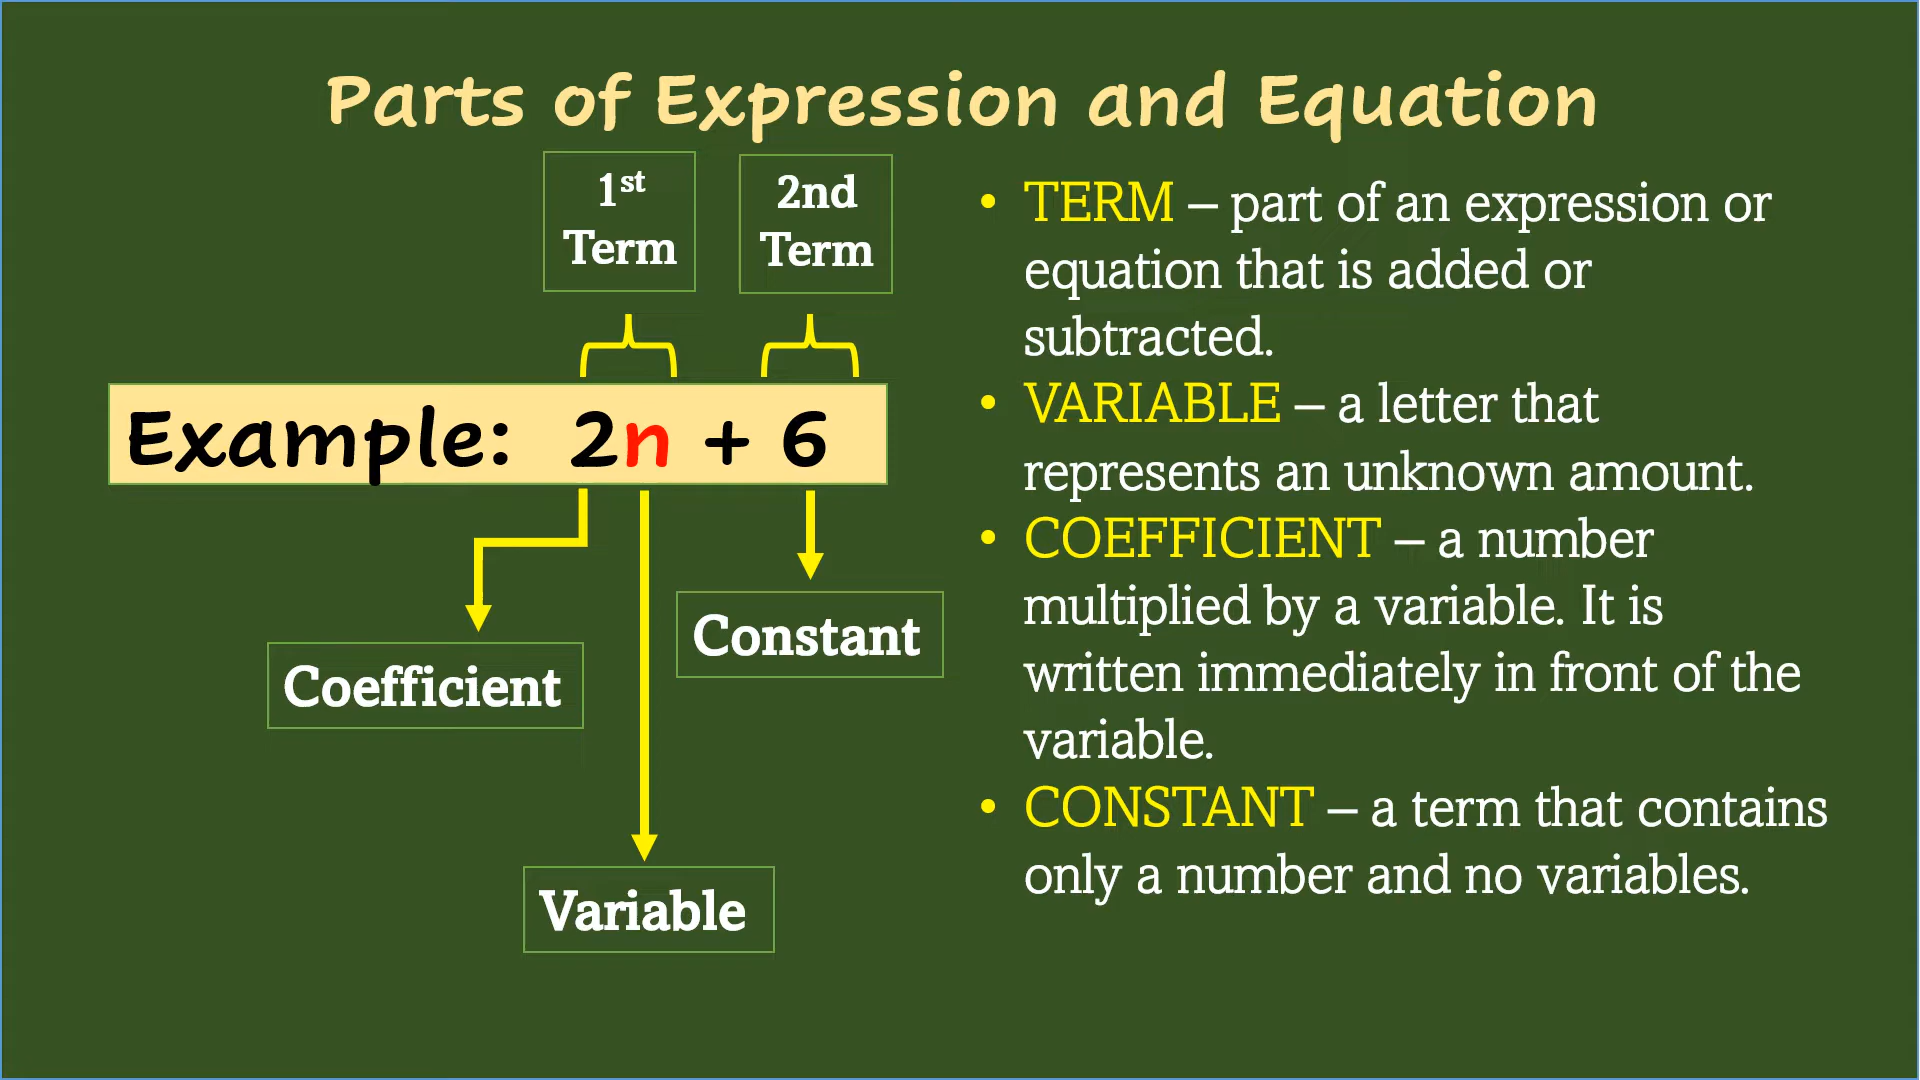 Parts of Expression and Equation
1st
Term
2nd
Term
Example: 2n + 6
Coefficient
Constant
Variable
• TERM – part of an expression or
equation that is added or
subtracted.
• VARIABLE – a letter that
represents an unknown amount.
• COEFFICIENT – a number
multiplied by a variable. It is
written immediately in front of the
variable.
• CONSTANT – a term that contains
only a number and no variables.